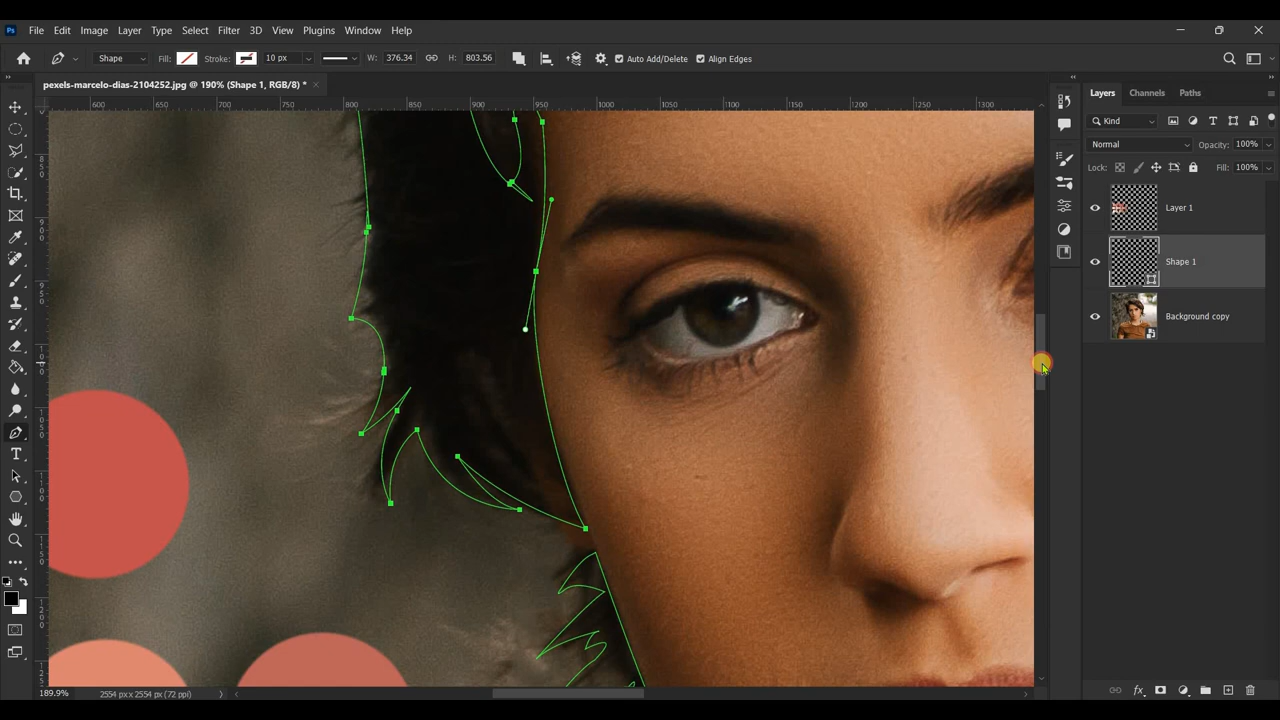 Ps File Edit Image Layer Type Select Filter 3D View Plugins Window Help
Shape Fill: Stroke: 10 px W: 376.34 H: 803.56 Auto Add/Delete Align Edges
pexels-marcelo-dias-2104252.jpg @ 190% (Shape 1, RGB/8) *
600 650 700 750 800 850 900 950 1000 1050 1100 1150 1200 1250 1300
Layers Channels Paths
Kind
Normal Opacity: 100%
Lock: Fill: 100%
Layer 1
Shape 1
Background copy
189.9% 2554 px x 2554 px (72 ppi)